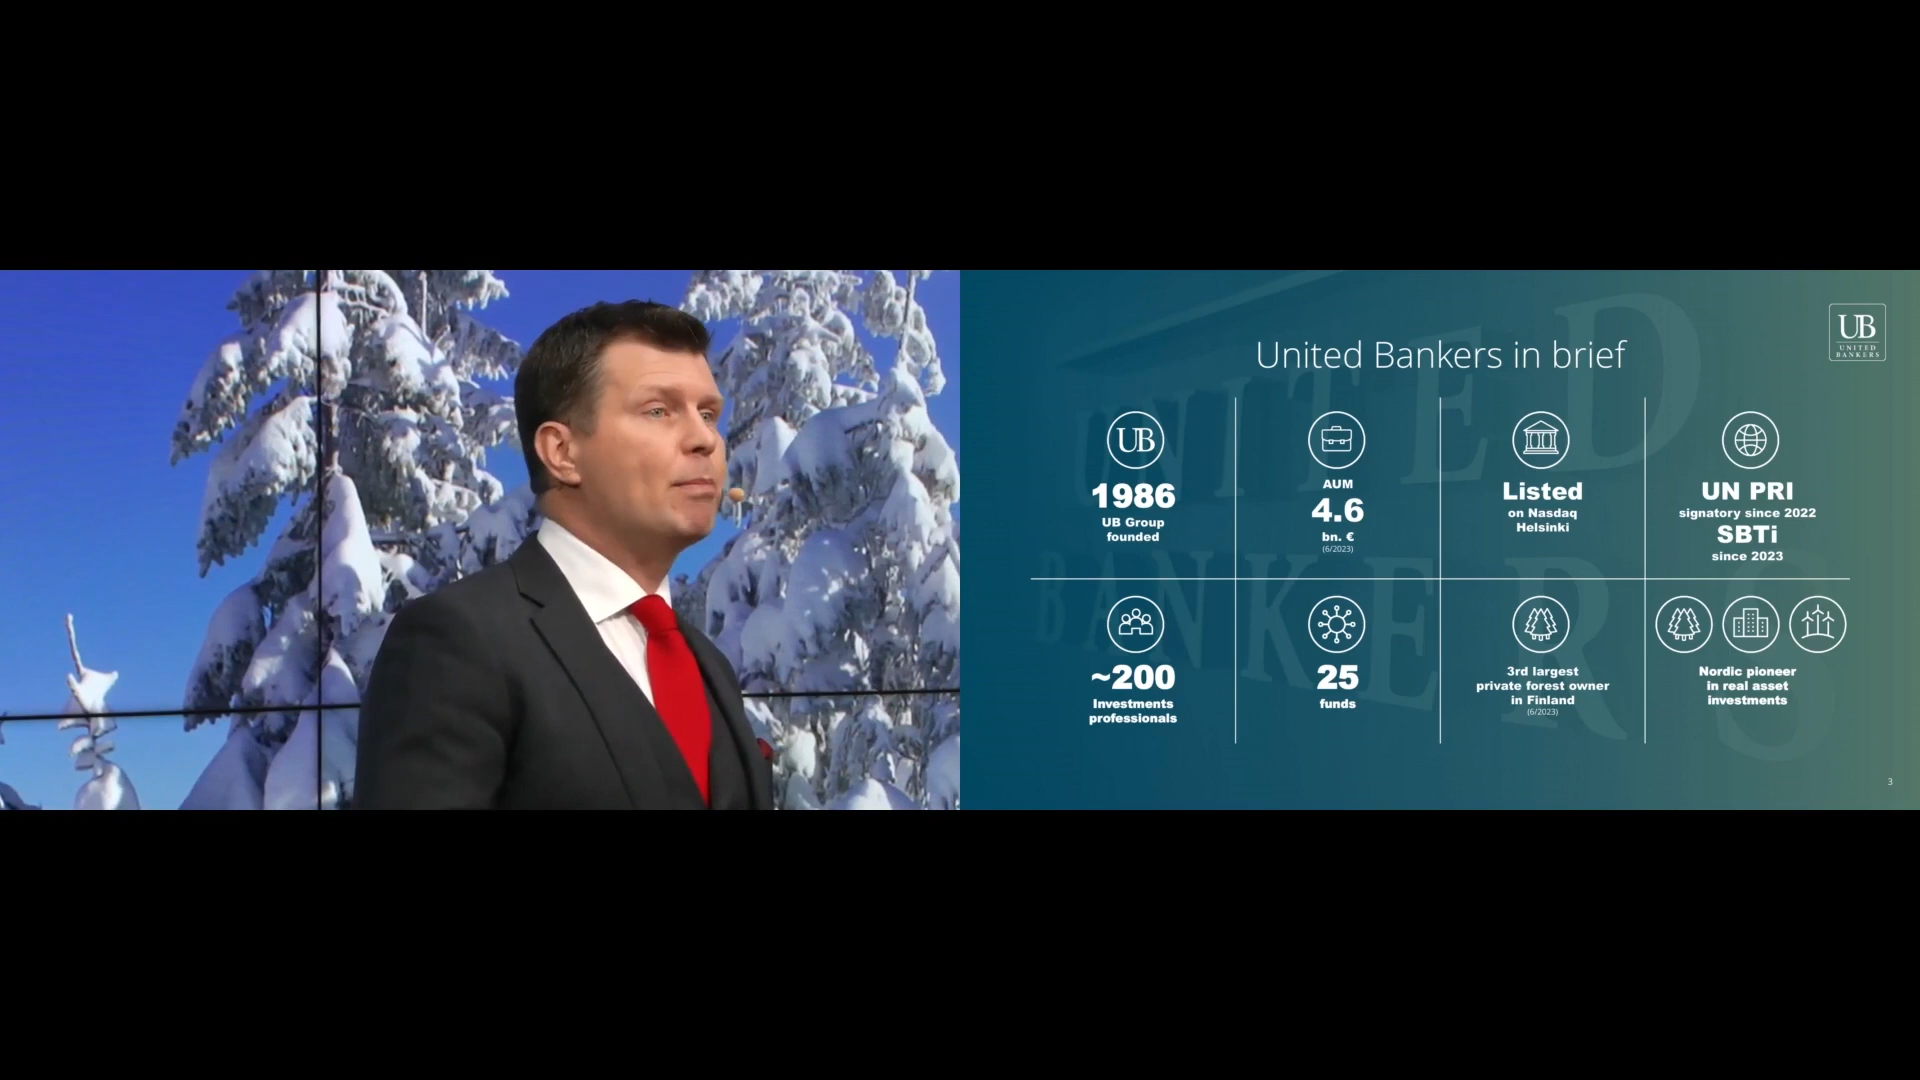 United Bankers in brief
UB
UNITED
BANKERS
UB
1986
UB Group
founded
AUM
4.6
bn. €
(6/2023)
Listed
on Nasdaq
Helsinki
UN PRI
signatory since 2022
SBTi
since 2023
~200
Investments
professionals
25
funds
3rd largest
private forest owner
in Finland
(6/2023)
Nordic pioneer
in real asset
investments
UNITED
BANKERS
3